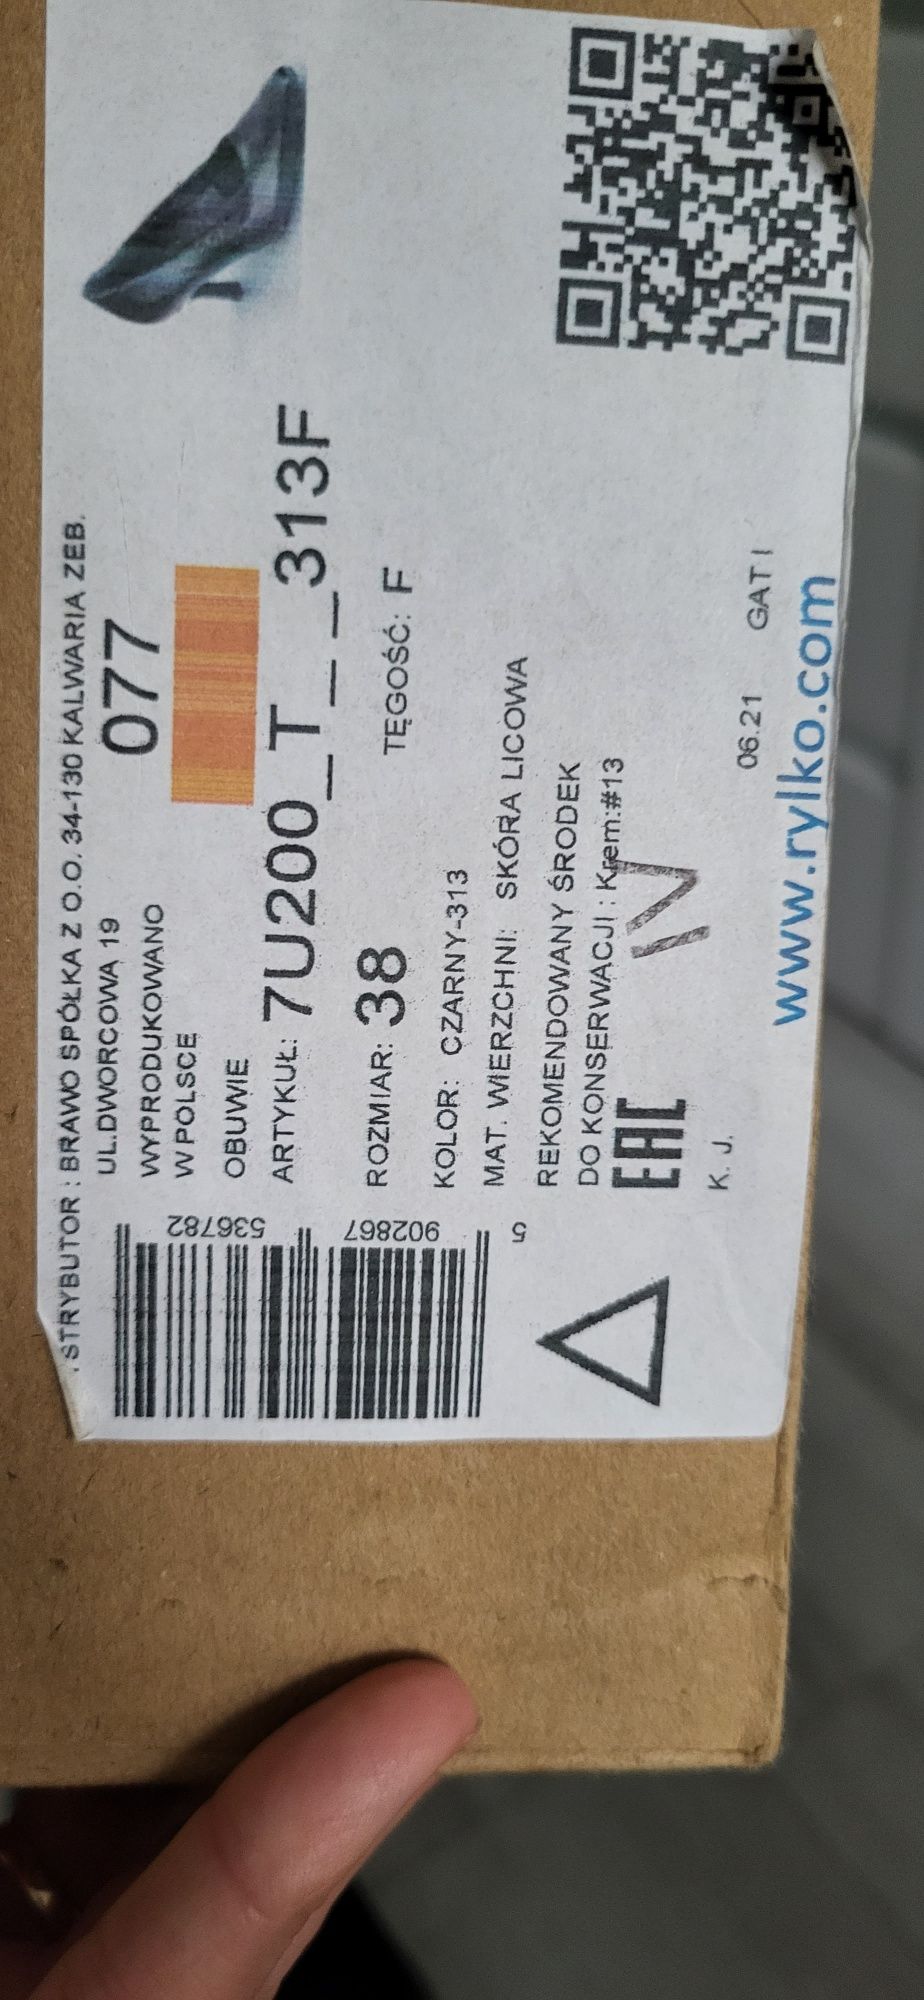 STRYBUTOR : BRAWO SPÓŁKA Z O.O. 34-130 KALWARIA ZEB.
UL.DWORCOWA 19
077
WYPRODUKOWANO
W POLSCE
OBUWIE
ARTYKUŁ: 7U200_T__313F
ROZMIAR: 38 TĘGOŚĆ: F
KOLOR: CZARNY-313
MAT. WIERZCHNI: SKÓRA LICOWA
REKOMENDOWANY ŚRODEK
DO KONSERWACJI : Krem:#13
EAC
IV
K. J.
06.21 GAT I
www.rylko.com
5 902867 536782